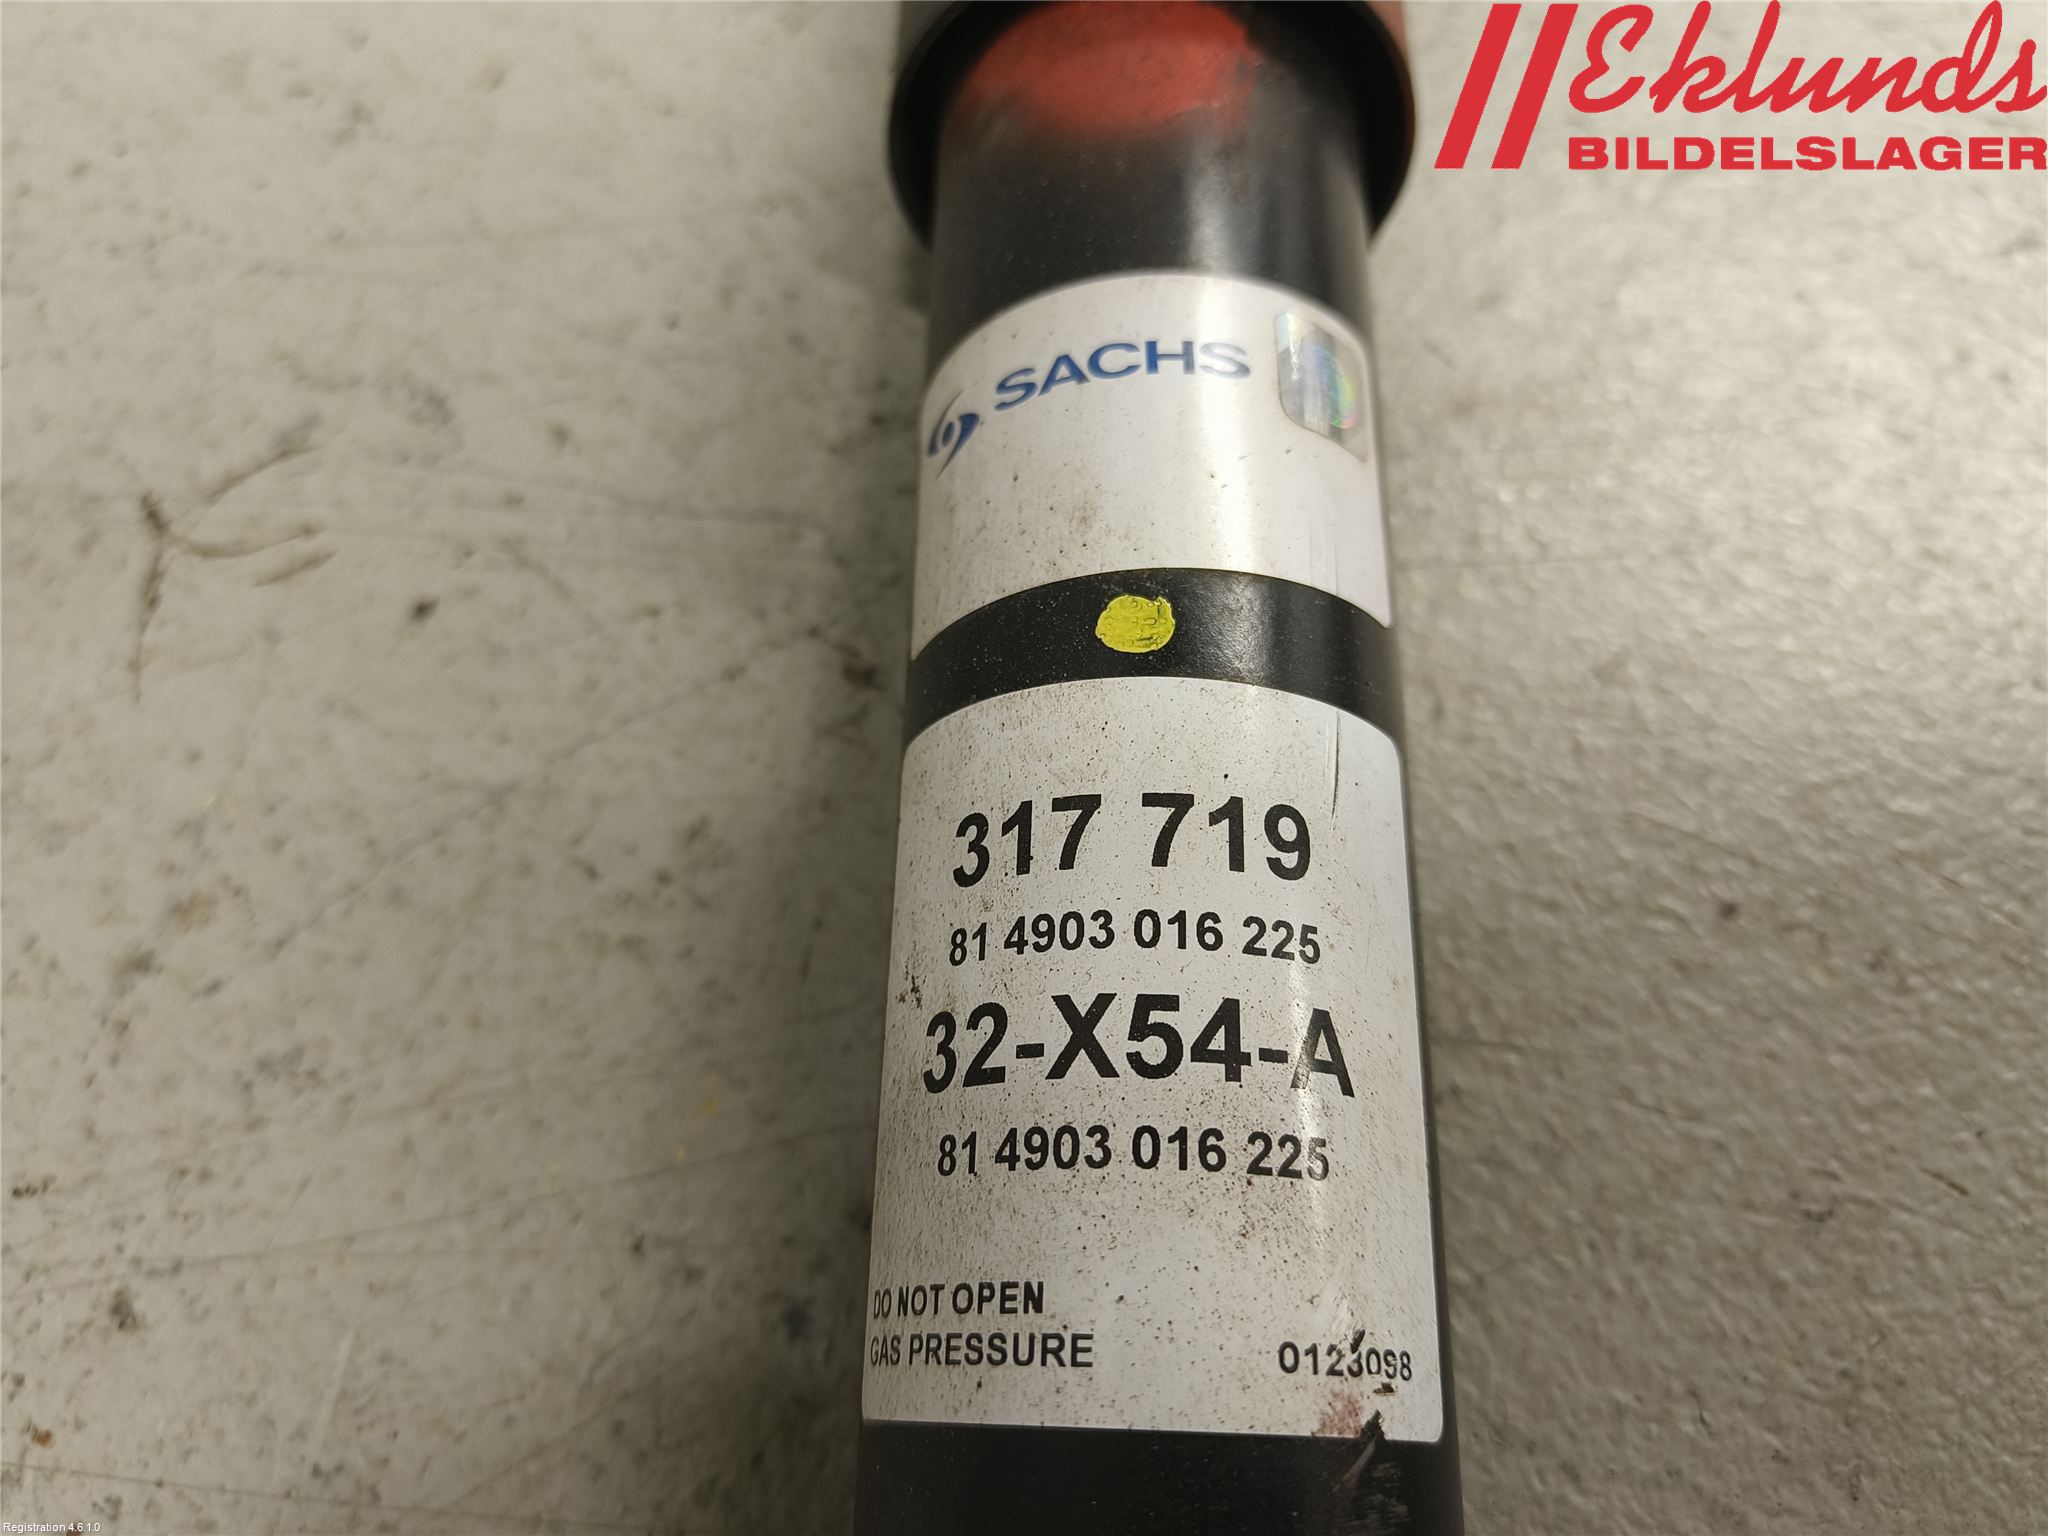 Eklunds
BILDELSLAGER
SACHS
317 719
81 4903 016 225
32-X54-A
81 4903 016 225
DO NOT OPEN
GAS PRESSURE
0123098
Registration 4.6.1.0